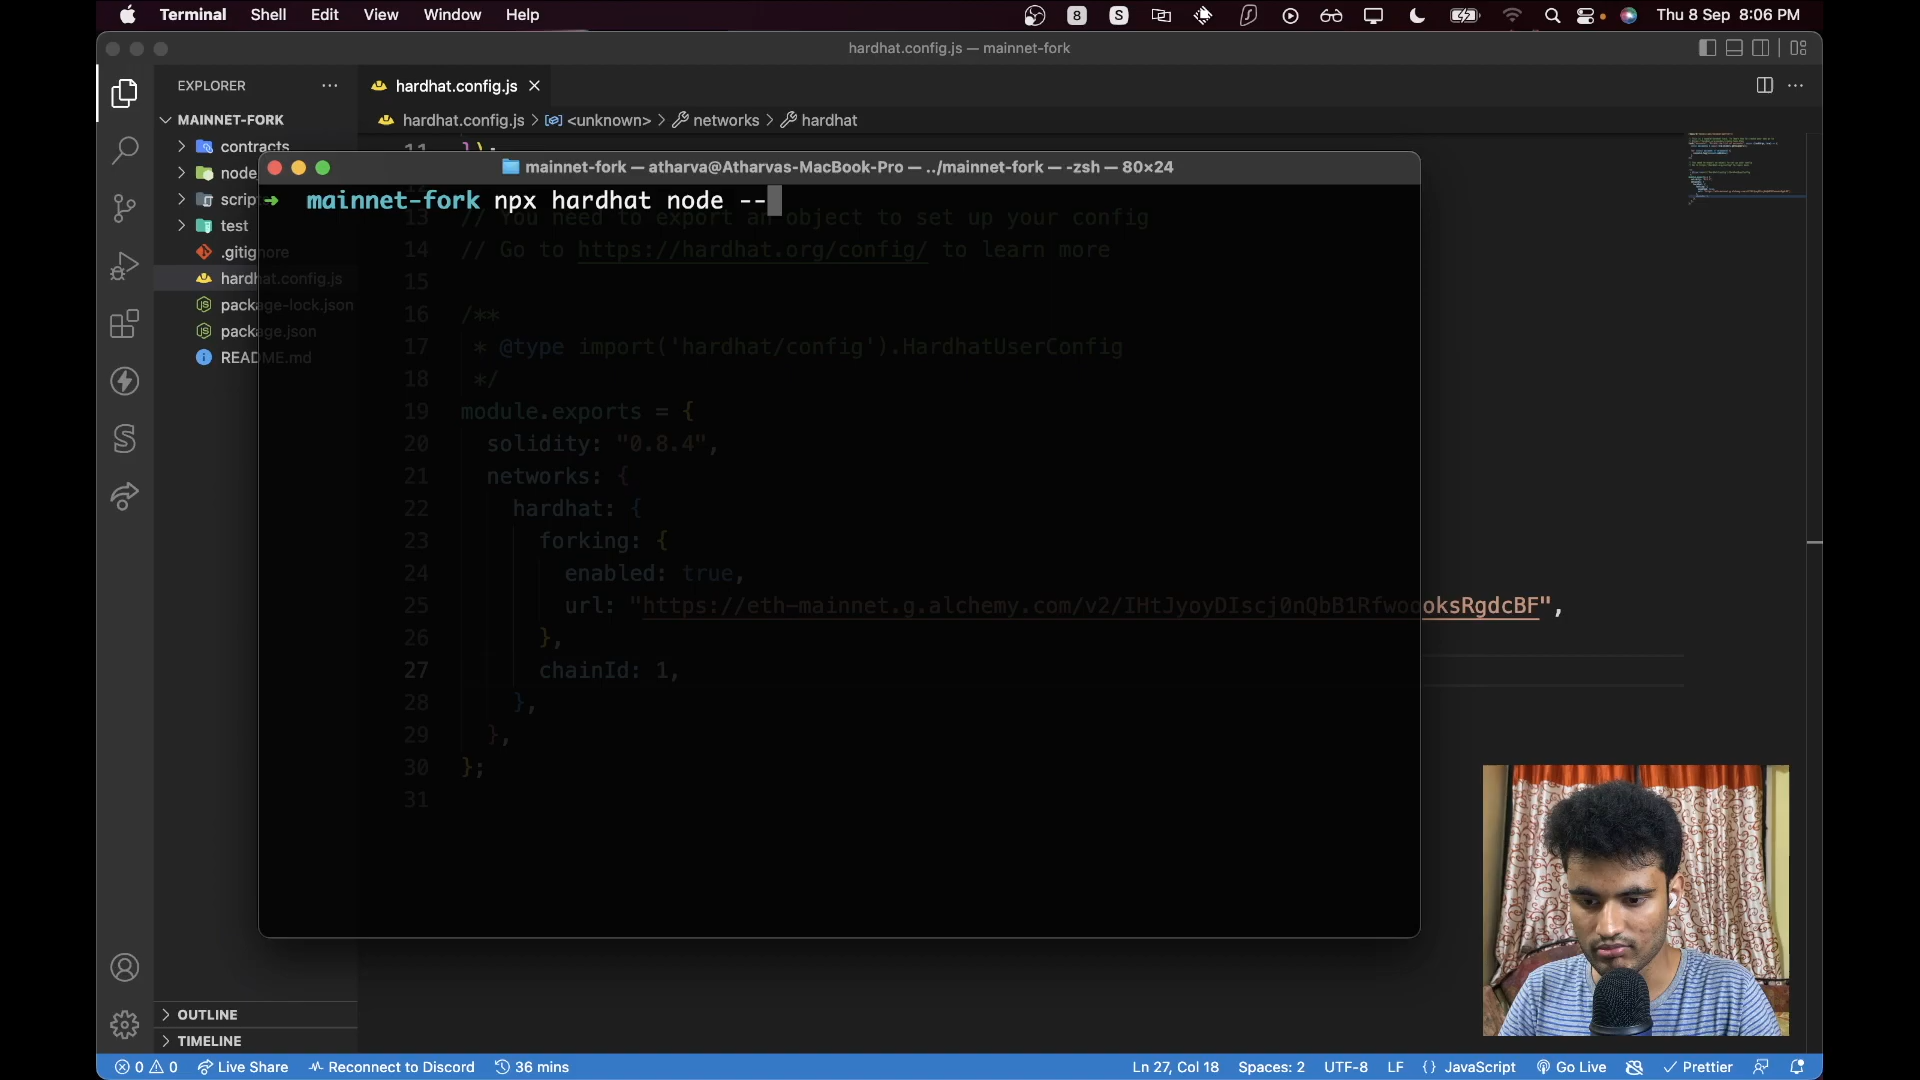 Terminal Shell Edit View Window Help
8 S Thu 8 Sep 8:06 PM
hardhat.config.js — mainnet-fork
EXPLORER ···
hardhat.config.js
MAINNET-FORK
hardhat.config.js > <unknown> > networks > hardhat
contracts
node
scrip
test
.gitignore
hardhat.config.js
package-lock.json
package.json
README.md
mainnet-fork — atharva@Atharvas-MacBook-Pro — ../mainnet-fork — -zsh — 80×24
→ mainnet-fork npx hardhat node --
11 });
13 // You need to export an object to set up your config
14 // Go to https://hardhat.org/config/ to learn more
15
16 /**
17 * @type import('hardhat/config').HardhatUserConfig
18 */
19 module.exports = {
20 solidity: "0.8.4",
21 networks: {
22 hardhat: {
23 forking: {
24 enabled: true,
25 url: "https://eth-mainnet.g.alchemy.com/v2/IHtJyoyDIscj0nQbB1RfwoooksRgdcBF",
26 },
27 chainId: 1,
28 },
29 },
30 };
31
OUTLINE
TIMELINE
0 0 Live Share Reconnect to Discord 36 mins Ln 27, Col 18 Spaces: 2 UTF-8 LF {} JavaScript Go Live Prettier